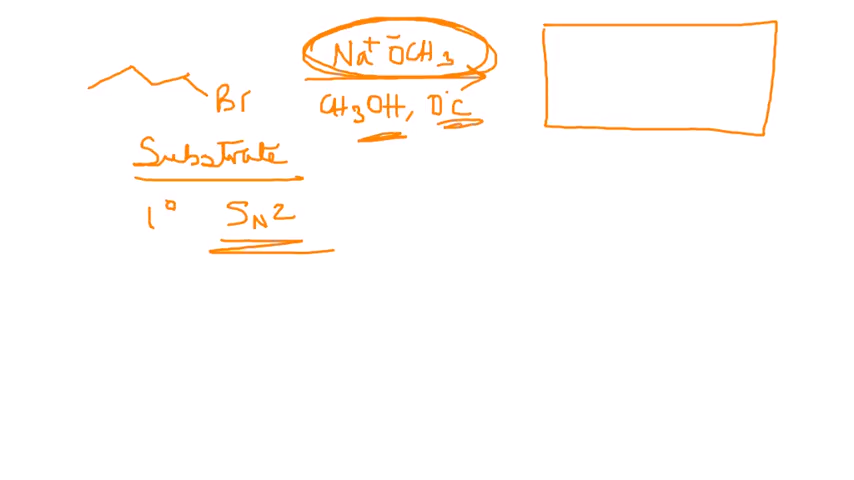 Na⁺ ⁻OCH₃
Br
CH₃OH, 0°C
Substrate
1° SN2